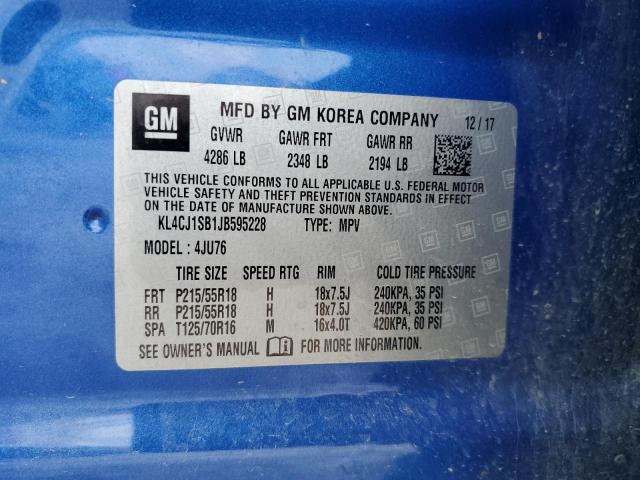 GM MFD BY GM KOREA COMPANY 12/17
GVWR GAWR FRT GAWR RR
4286 LB 2348 LB 2194 LB
THIS VEHICLE CONFORMS TO ALL APPLICABLE U.S. FEDERAL MOTOR
VEHICLE SAFETY AND THEFT PREVENTION STANDARDS IN EFFECT
ON THE DATE OF MANUFACTURE SHOWN ABOVE.
KL4CJ1SB1JB595228 TYPE: MPV
MODEL: 4JU76
TIRE SIZE SPEED RTG RIM COLD TIRE PRESSURE
FRT P215/55R18 H 18x7.5J 240KPA, 35 PSI
RR P215/55R18 H 18x7.5J 240KPA, 35 PSI
SPA T125/70R16 M 16x4.0T 420KPA, 60 PSI
SEE OWNER'S MANUAL FOR MORE INFORMATION.